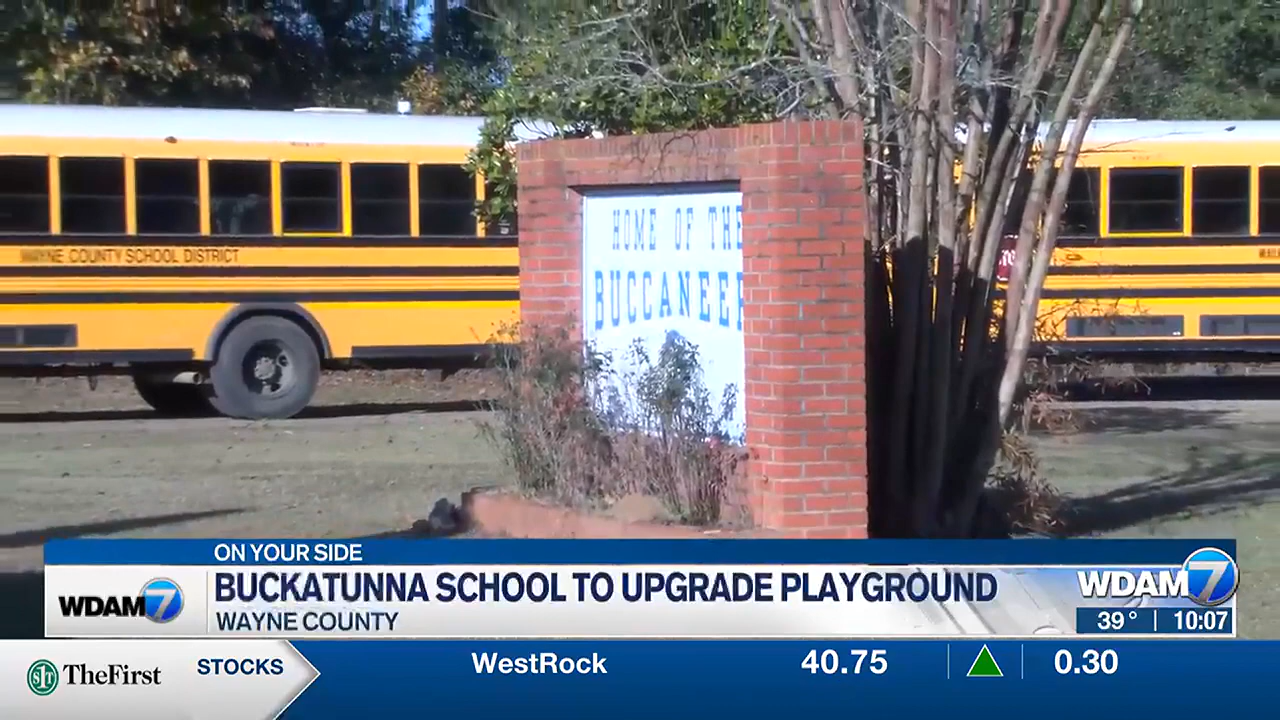 WAYNE COUNTY SCHOOL DISTRICT
HOME OF THE
BUCCANEER
ON YOUR SIDE
BUCKATUNNA SCHOOL TO UPGRADE PLAYGROUND
WAYNE COUNTY
WDAM 7
WDAM 7
39° | 10:07
TheFirst
STOCKS
WestRock 40.75 0.30